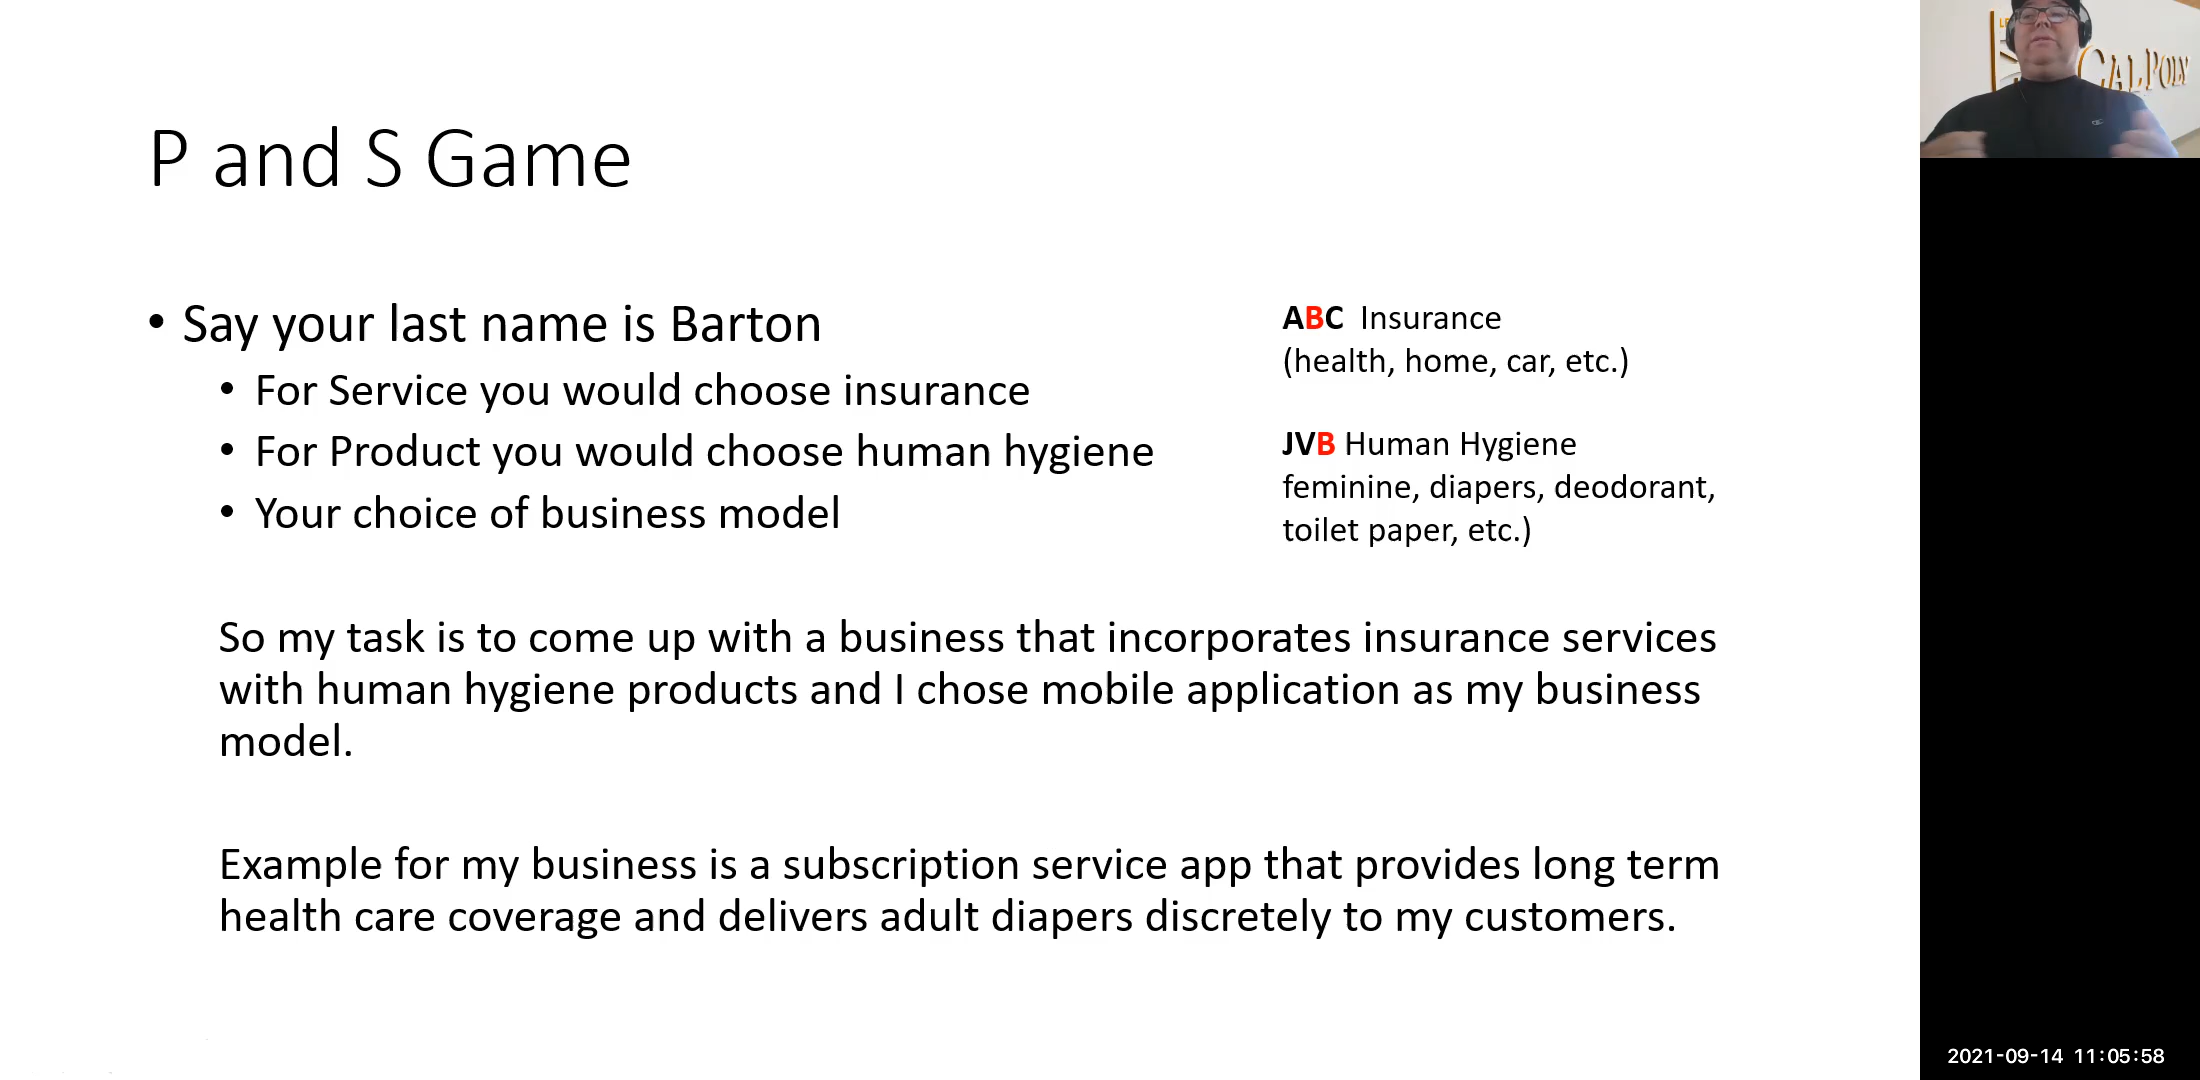 P and S Game
• Say your last name is Barton
• For Service you would choose insurance
• For Product you would choose human hygiene
• Your choice of business model
ABC Insurance
(health, home, car, etc.)
JVB Human Hygiene
feminine, diapers, deodorant,
toilet paper, etc.)
So my task is to come up with a business that incorporates insurance services
with human hygiene products and I chose mobile application as my business
model.
Example for my business is a subscription service app that provides long term
health care coverage and delivers adult diapers discretely to my customers.
CAL POLY
2021-09-14 11:05:58